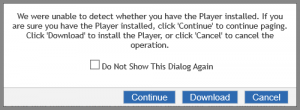 We were unable to detect whether you have the Player installed. If you
are sure you have the Player installed, click 'Continue' to continue paging.
Click 'Download' to install the Player, or click 'Cancel' to cancel the
operation.
Do Not Show This Dialog Again
Continue Download Cancel